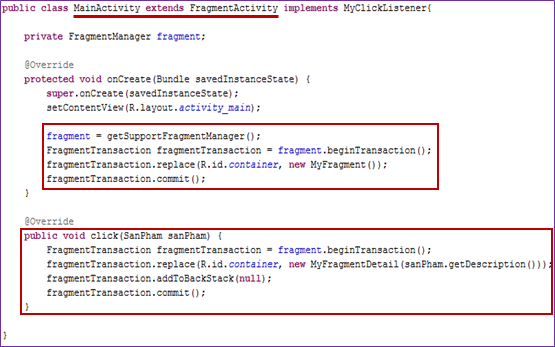 public class MainActivity extends FragmentActivity implements MyClickListener{
private FragmentManager fragment;
@Override
protected void onCreate(Bundle savedInstanceState) {
super.onCreate(savedInstanceState);
setContentView(R.layout.activity_main);
fragment = getSupportFragmentManager();
FragmentTransaction fragmentTransaction = fragment.beginTransaction();
fragmentTransaction.replace(R.id.container, new MyFragment());
fragmentTransaction.commit();
}
@Override
public void click(SanPham sanPham) {
FragmentTransaction fragmentTransaction = fragment.beginTransaction();
fragmentTransaction.replace(R.id.container, new MyFragmentDetail(sanPham.getDescription()));
fragmentTransaction.addToBackStack(null);
fragmentTransaction.commit();
}
}